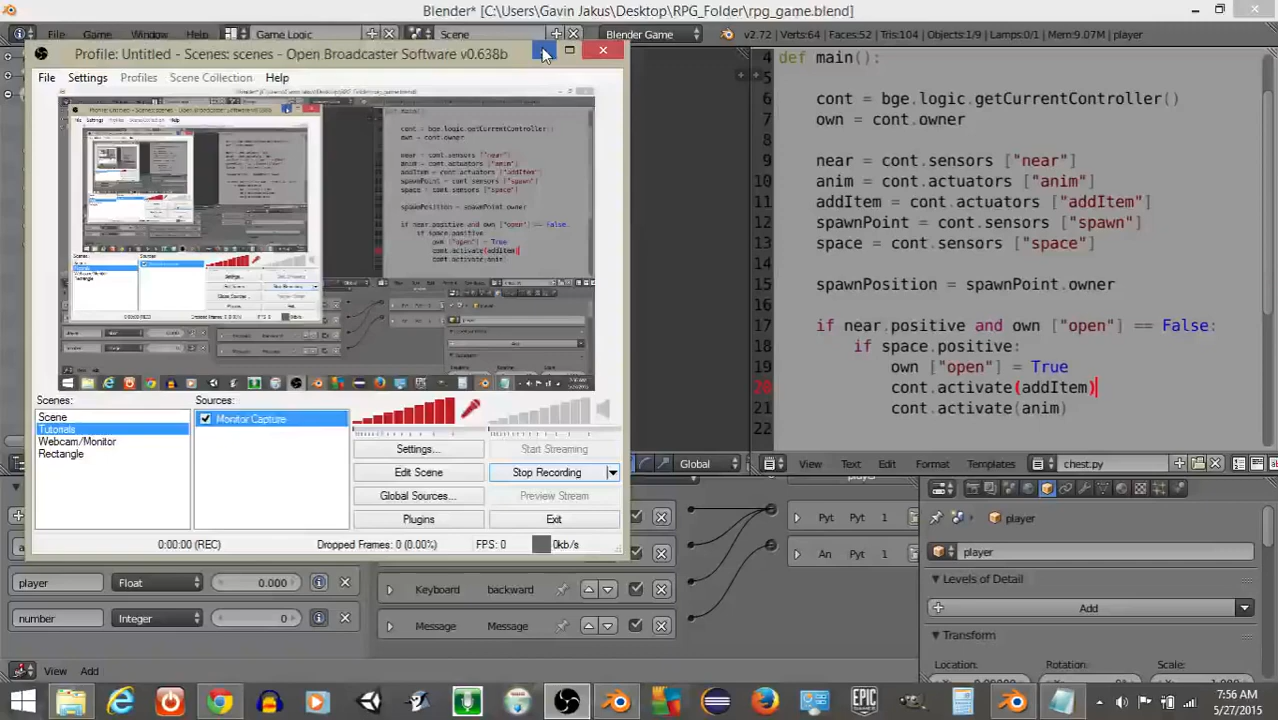 Blender* [C:\Users\Gavin Jakus\Desktop\RPG_Folder\rpg_game.blend]
Help
Game Logic
Scene
Blender Game
v2.72 | Verts:64 | Faces:52 | Tris:104 | Objects:1/9 | Lamps:0/1 | Mem:9.07M | player
Profile: Untitled - Scenes: scenes - Open Broadcaster Software v0.638b
File Settings Profiles Scene Collection Help
4 def main():
5
6 cont = bge.logic.getCurrentController()
7 own = cont.owner
8
9 near = cont.sensors ["near"]
10 anim = cont.actuators ["anim"]
11 addItem = cont.actuators ["addItem"]
12 spawnPoint = cont.sensors ["spawn"]
13 space = cont.sensors ["space"]
14
15 spawnPosition = spawnPoint.owner
16
17 if near.positive and own ["open"] == False:
18 if space.positive:
19 own ["open"] = True
20 cont.activate(addItem)
21 cont.activate(anim)
22
Scenes:
Sources:
Scene
Tutorials
Webcam/Monitor
Rectangle
Monitor Capture
Settings...
Start Streaming
Edit Scene
Stop Recording
Global Sources...
Preview Stream
Plugins
Exit
0:00:00 (REC)
Dropped Frames: 0 (0.00%)
FPS: 0
0kb/s
Global
View Text Edit Format Templates
chest.py
player
Pyt Pyt 1
An Pyt 1
player
player
Levels of Detail
Add
Transform
Location:
Rotation:
Scale:
player Float 0.000
number Integer 0
Keyboard backward
Message Message
View Add
EPIC
7:56 AM
5/27/2015